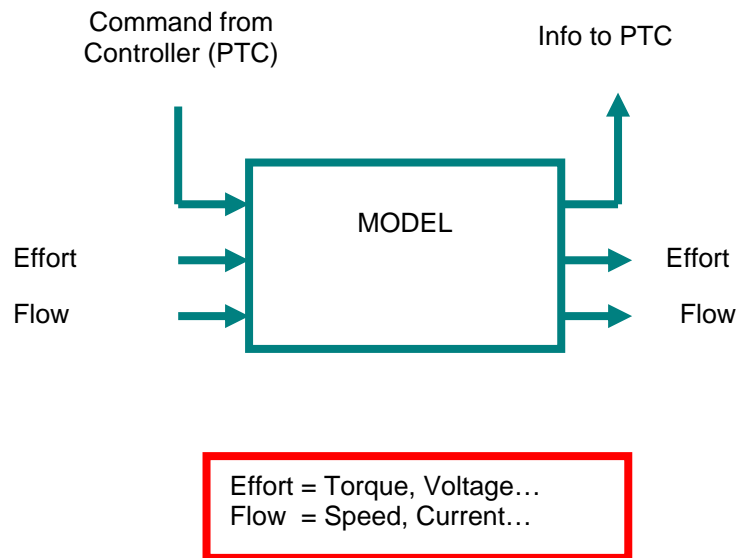 Command from
Controller (PTC)
Info to PTC
MODEL
Effort
Effort
Flow
Flow
Effort = Torque, Voltage…
Flow = Speed, Current…